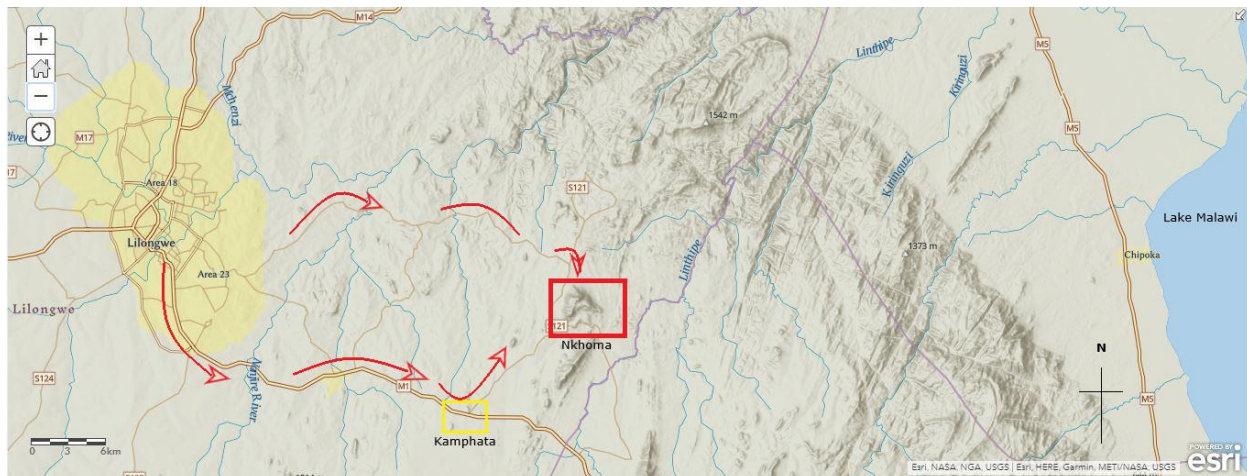 M14
M5
Linthipe
Kiringuzi
Mchenzi
River
M17
1542 m
M5
17
Area 18
S121
Kiringuzi
Lake Malawi
Lilongwe
Linthipe
1373 m
Chipoka
Area 23
Lilongwe
S121
Nkhoma
N
Nanjire River
S124
M1
M5
Kamphata
0 3 6km
POWERED BY
esri
Esri, NASA, NGA, USGS | Esri, HERE, Garmin, METI/NASA, USGS